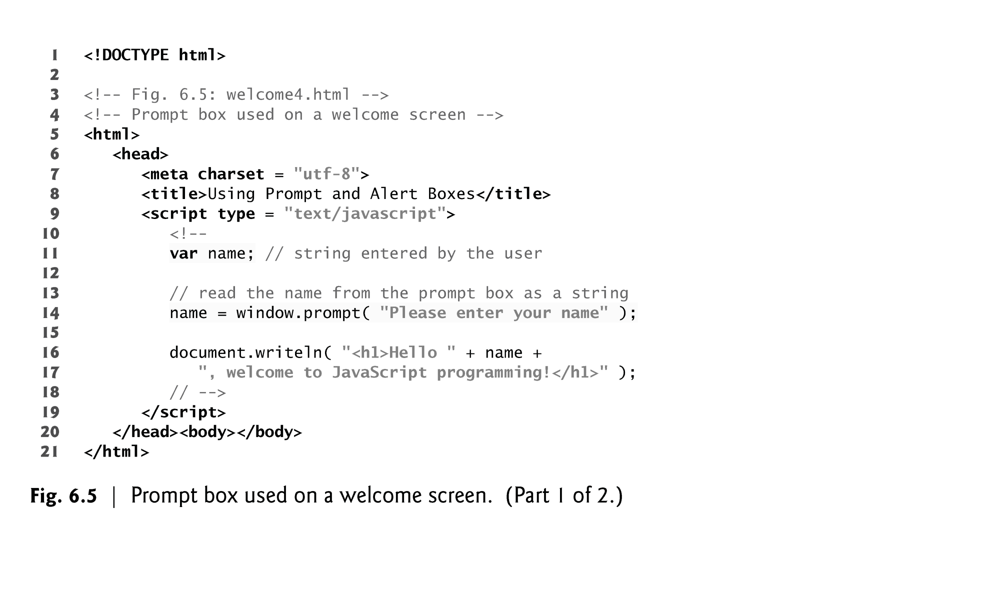 1 <!DOCTYPE html>
2
3 <!-- Fig. 6.5: welcome4.html -->
4 <!-- Prompt box used on a welcome screen -->
5 <html>
6 <head>
7 <meta charset = "utf-8">
8 <title>Using Prompt and Alert Boxes</title>
9 <script type = "text/javascript">
10 <!--
11 var name; // string entered by the user
12
13 // read the name from the prompt box as a string
14 name = window.prompt( "Please enter your name" );
15
16 document.writeln( "<h1>Hello " + name +
17 ", welcome to JavaScript programming!</h1>" );
18 // -->
19 </script>
20 </head><body></body>
21 </html>
Fig. 6.5 | Prompt box used on a welcome screen. (Part 1 of 2.)